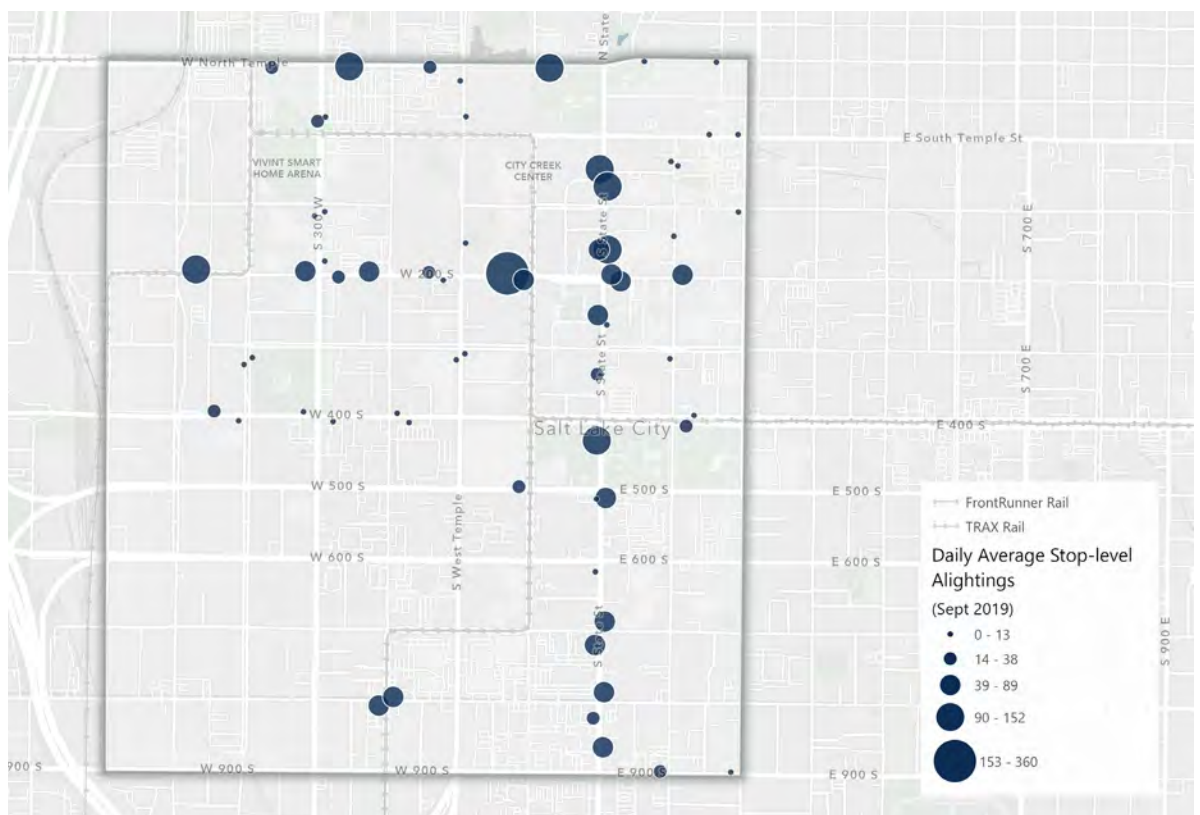 N State
W North Temple
E South Temple St
VIVINT SMART
HOME ARENA
CITY CREEK
CENTER
S 300 W
S State St
S 700 E
W 200 S
S State St
S 700 E
W 400 S
Salt Lake City
E 400 S
W 500 S
E 500 S
E 500 S
S West Temple
W 600 S
E 600 S
E 600 S
S State St
S 900 E
900 S
W 900 S
W 900 S
E 900 S
E 900 S
FrontRunner Rail
TRAX Rail
Daily Average Stop-level
Alightings
(Sept 2019)
0 - 13
14 - 38
39 - 89
90 - 152
153 - 360